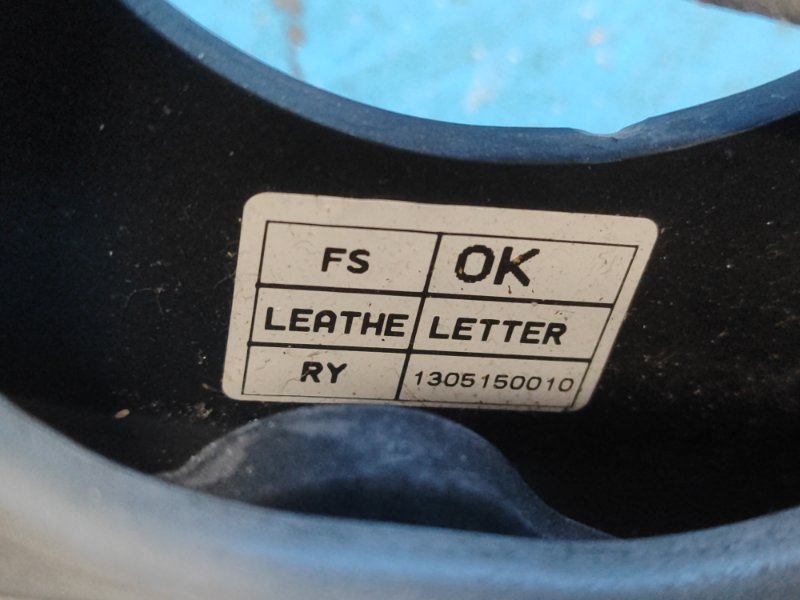 FS OK
LEATHE LETTER
RY 1305150010